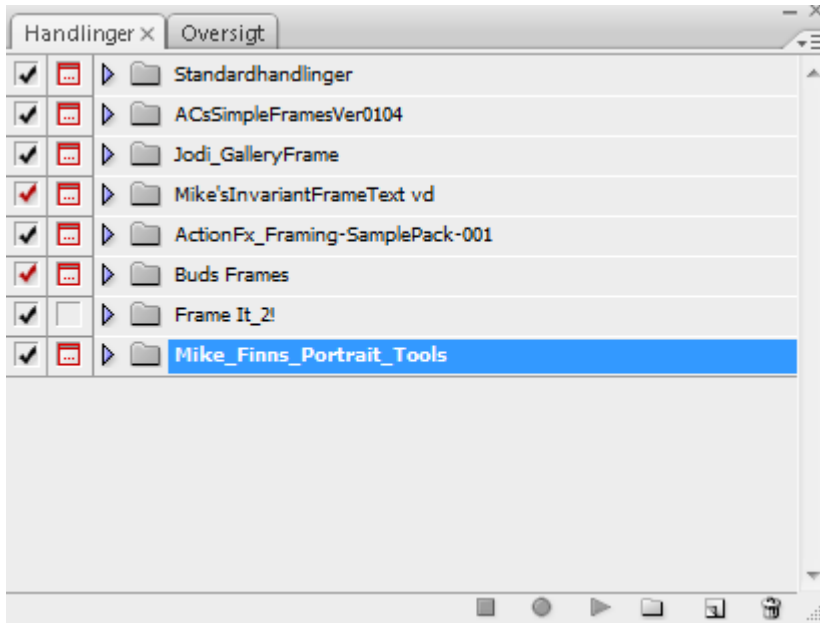 Handlinger × Oversigt
Standardhandlinger
ACsSimpleFramesVer0104
Jodi_GalleryFrame
Mike'sInvariantFrameText vd
ActionFx_Framing-SamplePack-001
Buds Frames
Frame It_2!
Mike_Finns_Portrait_Tools